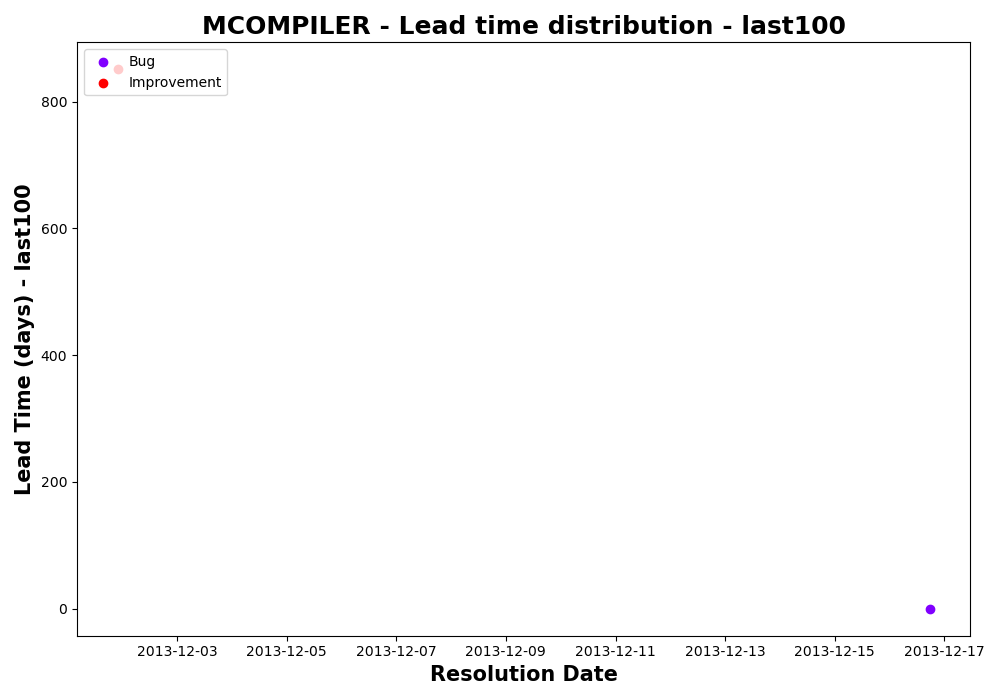 MCOMPILER - Lead time distribution - last100
Bug
Improvement
Lead Time (days) - last100
800
600
400
200
0
2013-12-03 2013-12-05 2013-12-07 2013-12-09 2013-12-11 2013-12-13 2013-12-15 2013-12-17
Resolution Date